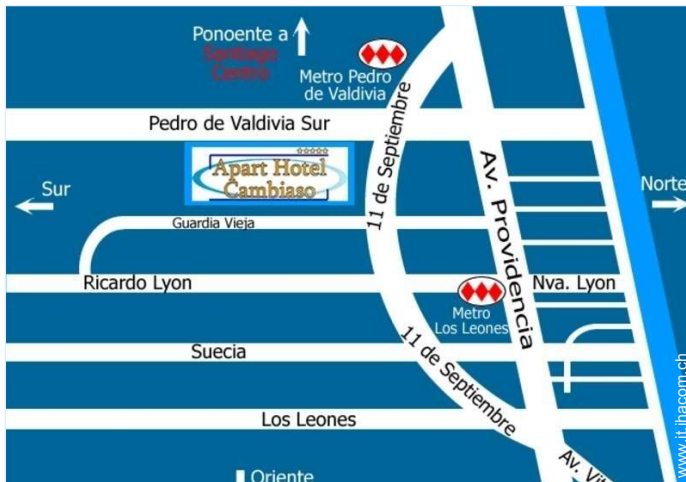 Ponoente a
Santiago
Centro
Metro Pedro
de Valdivia
Pedro de Valdivia Sur
11 de Septiembre
Apart Hotel
Cambiaso
Sur
Norte
Av. Providencia
Guardia Vieja
Ricardo Lyon
Nva. Lyon
Metro
Los Leones
Suecia
11 de Septiembre
Los Leones
Av.
Oriente
www.it.ihacom.ch